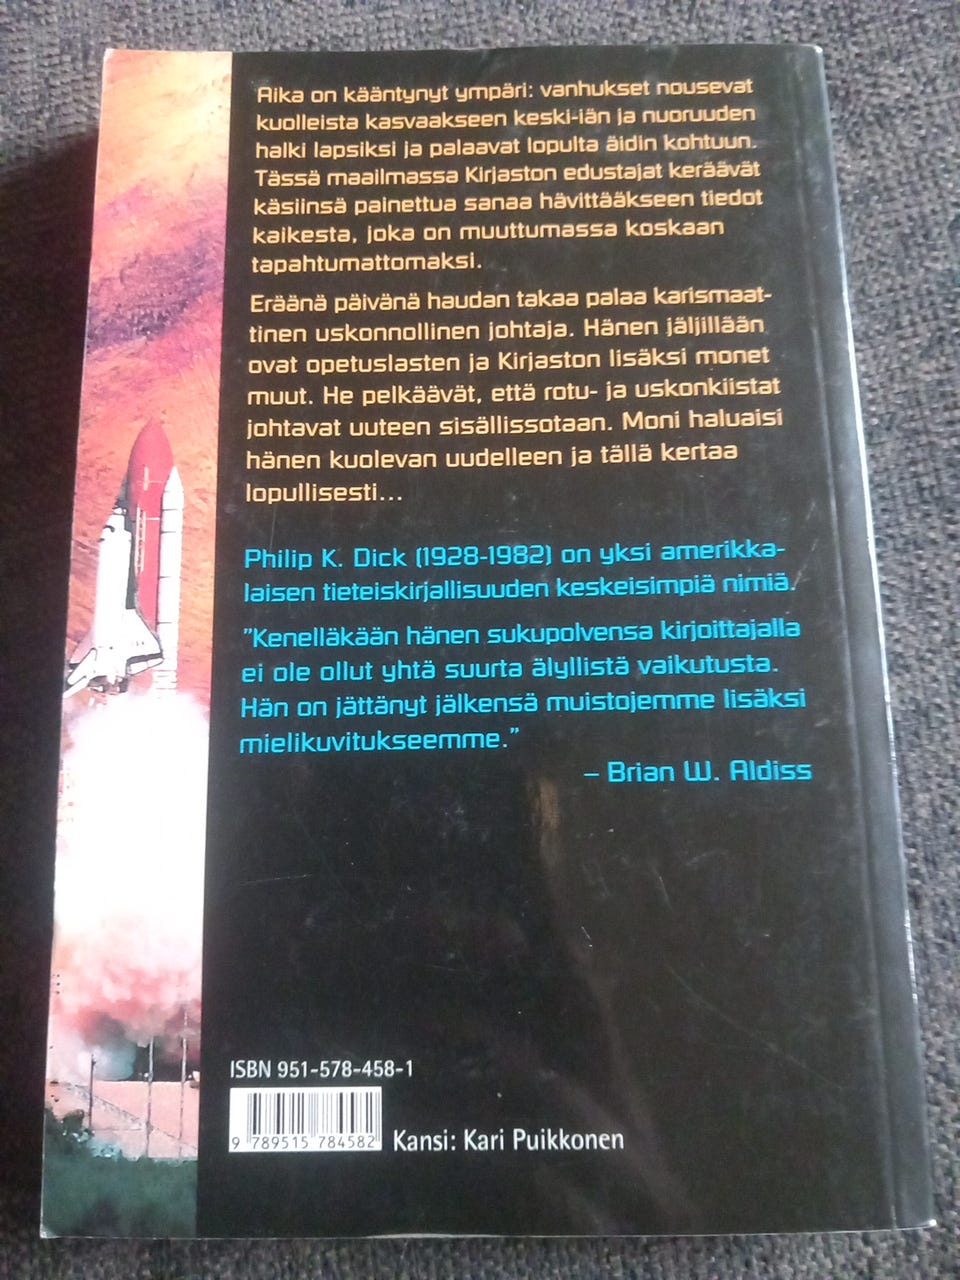 Aika on kääntynyt ympäri: vanhukset nousevat
kuolleista kasvaakseen keski-iän ja nuoruuden
halki lapsiksi ja palaavat lopulta äidin kohtuun.
Tässä maailmassa Kirjaston edustajat keräävät
käsiinsä painettua sanaa hävittääkseen tiedot
kaikesta, joka on muuttumassa koskaan
tapahtumattomaksi.
Eräänä päivänä haudan takaa palaa karismaat-
tinen uskonnollinen johtaja. Hänen jäljillään
ovat opetuslasten ja Kirjaston lisäksi monet
muut. He pelkäävät, että rotu- ja uskonkiistat
johtavat uuteen sisällissotaan. Moni haluaisi
hänen kuolevan uudelleen ja tällä kertaa
lopullisesti...
Philip K. Dick (1928-1982) on yksi amerikka-
laisen tieteiskirjallisuuden keskeisimpiä nimiä.
"Kenelläkään hänen sukupolvensa kirjoittajalla
ei ole ollut yhtä suurta älyllistä vaikutusta.
Hän on jättänyt jälkensä muistojemme lisäksi
mielikuvitukseemme."
– Brian W. Aldiss
ISBN 951-578-458-1
9 789515 784582
Kansi: Kari Puikkonen